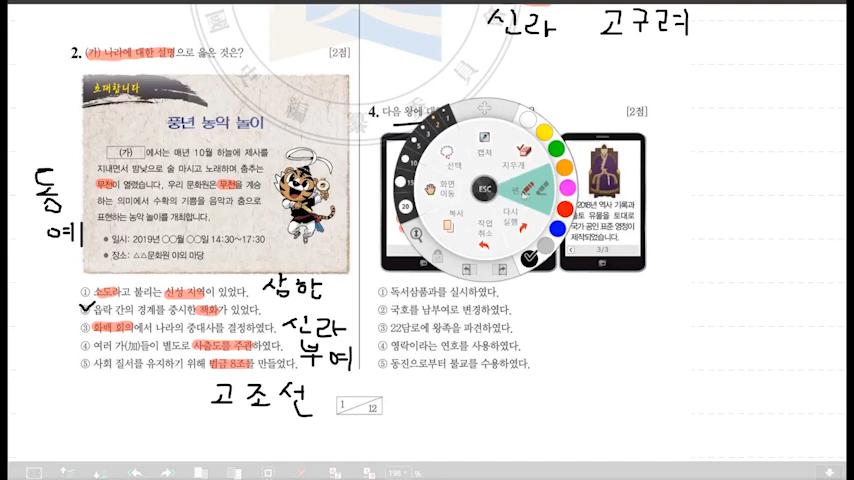 신라 고구려
2. (가) 나라에 대한 설명으로 옳은 것은? [2점]
초대합니다
풍년 농악 놀이
(가) 에서는 매년 10월 하늘에 제사를
지내면서 밤낮으로 술 마시고 노래하며 춤추는
무천이 열렸습니다. 우리 문화원은 무천을 계승
하는 의미에서 수확의 기쁨을 음악과 춤으로
표현하는 농악 놀이를 개최합니다.
● 일시: 2019년 ○○월 ○○일 14:30~17:30
● 장소: △△문화원 야외 마당
동예
① 소도라고 불리는 신성 지역이 있었다. 삼한
② 읍락 간의 경계를 중시한 책화가 있었다.
③ 화백 회의에서 나라의 중대사를 결정하였다. 신라
④ 여러 가(加)들이 별도로 사출도를 주관하였다. 부여
⑤ 사회 질서를 유지하기 위해 범금 8조를 만들었다.
고조선
1 12
4. 다음 왕에 [2점]
캡처
선택
지우개
화면
이동
ESC
펜
복사
작업
취소
다시
실행
1
2
5
10
15
20
2018년 역사 기록과
유물을 토대로
국가 공인 표준 영정이
제작되었습니다.
3/3
① 독서삼품과를 실시하였다.
② 국호를 남부여로 변경하였다.
③ 22담로에 왕족을 파견하였다.
④ 영락이라는 연호를 사용하였다.
⑤ 동진으로부터 불교를 수용하였다.
198 %